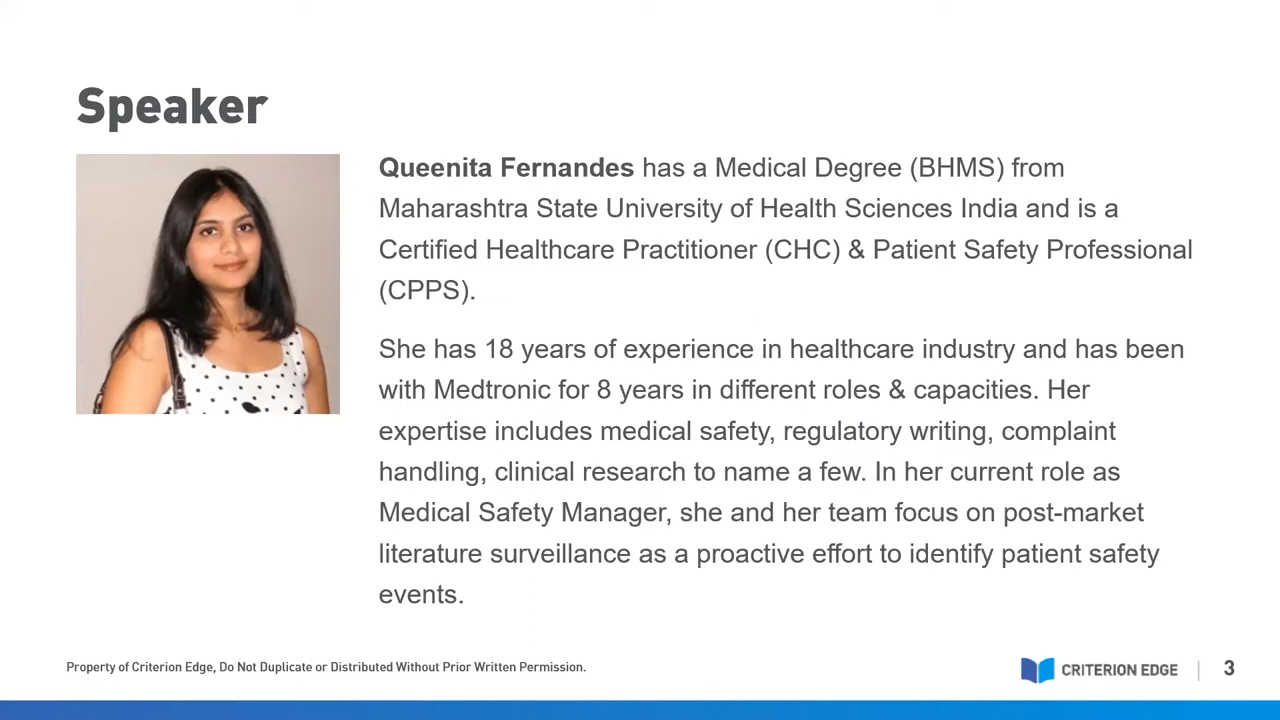 Speaker
Queenita Fernandes has a Medical Degree (BHMS) from
Maharashtra State University of Health Sciences India and is a
Certified Healthcare Practitioner (CHC) & Patient Safety Professional
(CPPS).
She has 18 years of experience in healthcare industry and has been
with Medtronic for 8 years in different roles & capacities. Her
expertise includes medical safety, regulatory writing, complaint
handling, clinical research to name a few. In her current role as
Medical Safety Manager, she and her team focus on post-market
literature surveillance as a proactive effort to identify patient safety
events.
Property of Criterion Edge, Do Not Duplicate or Distributed Without Prior Written Permission.
CRITERION EDGE | 3